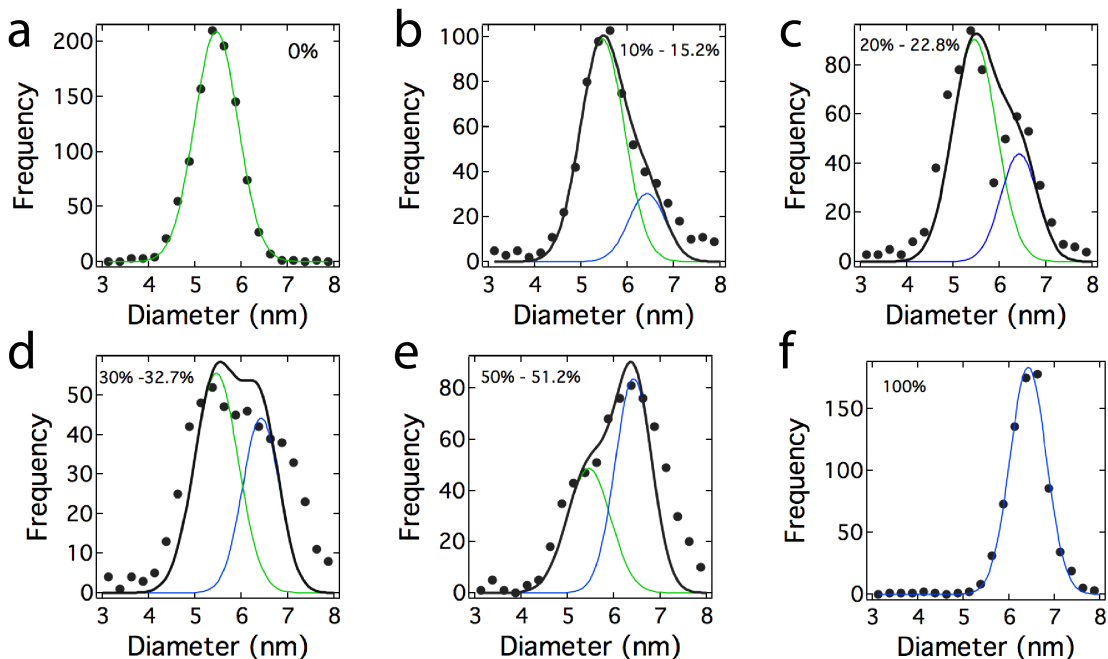 a
0%
Frequency
200
150
100
50
0
3 4 5 6 7 8
Diameter (nm)
b
10% - 15.2%
Frequency
100
80
60
40
20
0
3 4 5 6 7 8
Diameter (nm)
c
20% - 22.8%
Frequency
80
60
40
20
0
3 4 5 6 7 8
Diameter (nm)
d
30% -32.7%
Frequency
50
40
30
20
10
0
3 4 5 6 7 8
Diameter (nm)
e
50% - 51.2%
Frequency
80
60
40
20
0
3 4 5 6 7 8
Diameter (nm)
f
100%
Frequency
150
100
50
0
3 4 5 6 7 8
Diameter (nm)